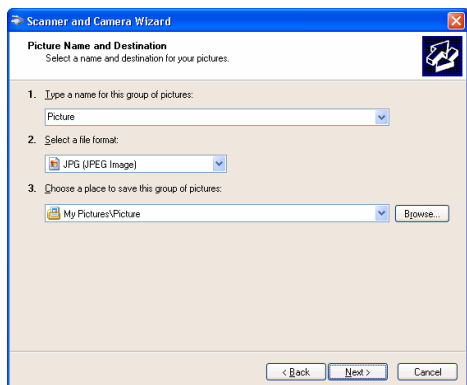 Scanner and Camera Wizard
Picture Name and Destination
Select a name and destination for your pictures.
1. Type a name for this group of pictures:
Picture
2. Select a file format:
JPG (JPEG Image)
3. Choose a place to save this group of pictures:
My Pictures\Picture Browse...
< Back Next > Cancel